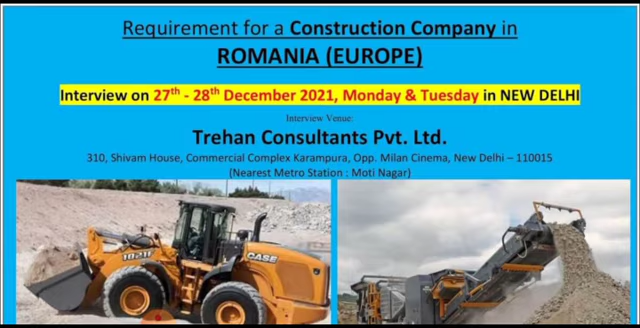 Requirement for a Construction Company in
ROMANIA (EUROPE)
Interview on 27th - 28th December 2021, Monday & Tuesday in NEW DELHI
Interview Venue:
Trehan Consultants Pvt. Ltd.
310, Shivam House, Commercial Complex Karampura, Opp. Milan Cinema, New Delhi – 110015
(Nearest Metro Station : Moti Nagar)
1021F
CASE